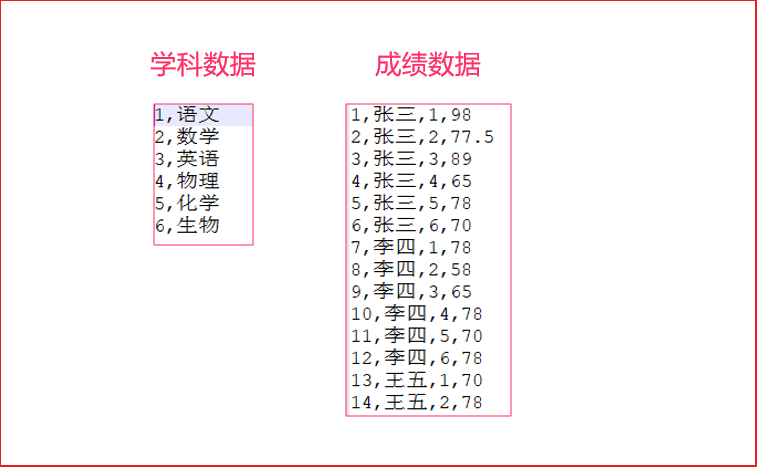 学科数据
1,语文
2,数学
3,英语
4,物理
5,化学
6,生物
成绩数据
1,张三,1,98
2,张三,2,77.5
3,张三,3,89
4,张三,4,65
5,张三,5,78
6,张三,6,70
7,李四,1,78
8,李四,2,58
9,李四,3,65
10,李四,4,78
11,李四,5,70
12,李四,6,78
13,王五,1,70
14,王五,2,78